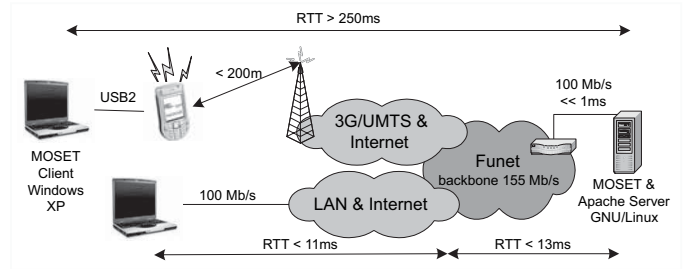 RTT > 250ms
< 200m
USB2
100 Mb/s
<< 1ms
3G/UMTS &
Internet
MOSET
Client
Windows
XP
Funet
backbone 155 Mb/s
MOSET &
Apache Server
GNU/Linux
100 Mb/s
LAN & Internet
RTT < 11ms
RTT < 13ms